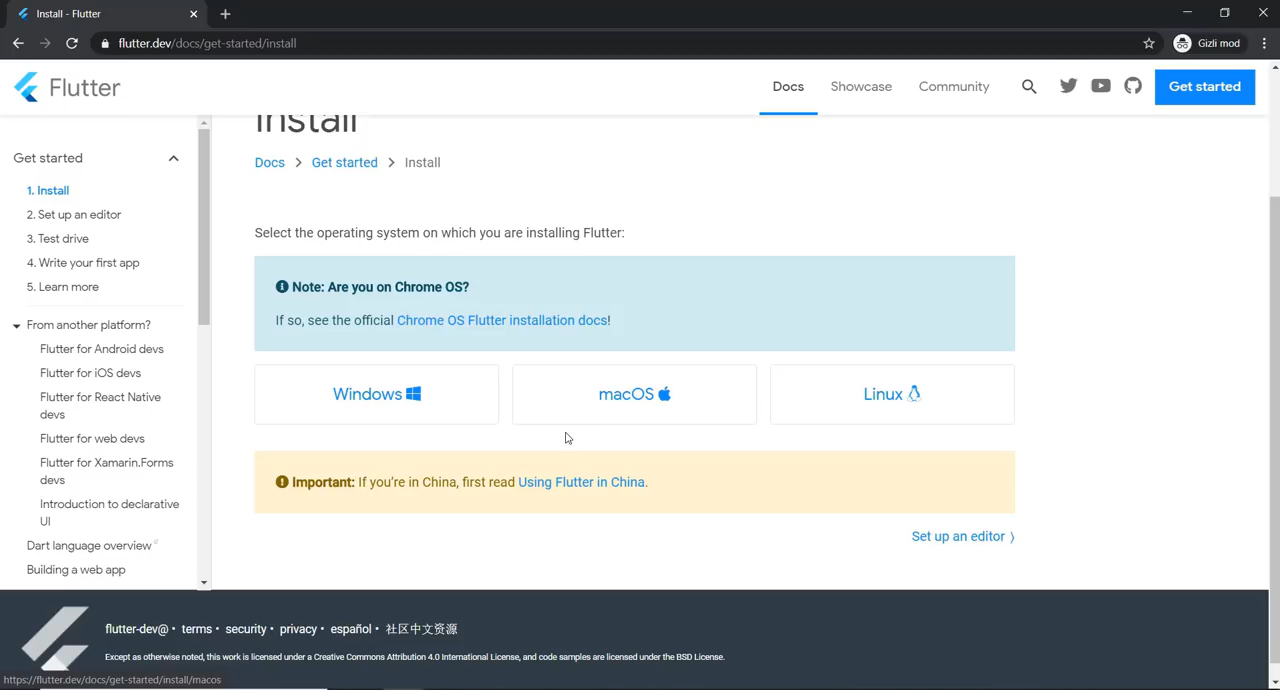 Install - Flutter
flutter.dev/docs/get-started/install
Gizli mod
Flutter
Docs
Showcase
Community
Get started
Get started
1. Install
2. Set up an editor
3. Test drive
4. Write your first app
5. Learn more
From another platform?
Flutter for Android devs
Flutter for iOS devs
Flutter for React Native
devs
Flutter for web devs
Flutter for Xamarin.Forms
devs
Introduction to declarative
UI
Dart language overview
Building a web app
Install
Docs > Get started > Install
Select the operating system on which you are installing Flutter:
Note: Are you on Chrome OS?
If so, see the official Chrome OS Flutter installation docs!
Windows
macOS
Linux
Important: If you're in China, first read Using Flutter in China.
Set up an editor ⟩
flutter-dev@ • terms • security • privacy • español • 社区中文资源
Except as otherwise noted, this work is licensed under a Creative Commons Attribution 4.0 International License, and code samples are licensed under the BSD License.
https://flutter.dev/docs/get-started/install/macos